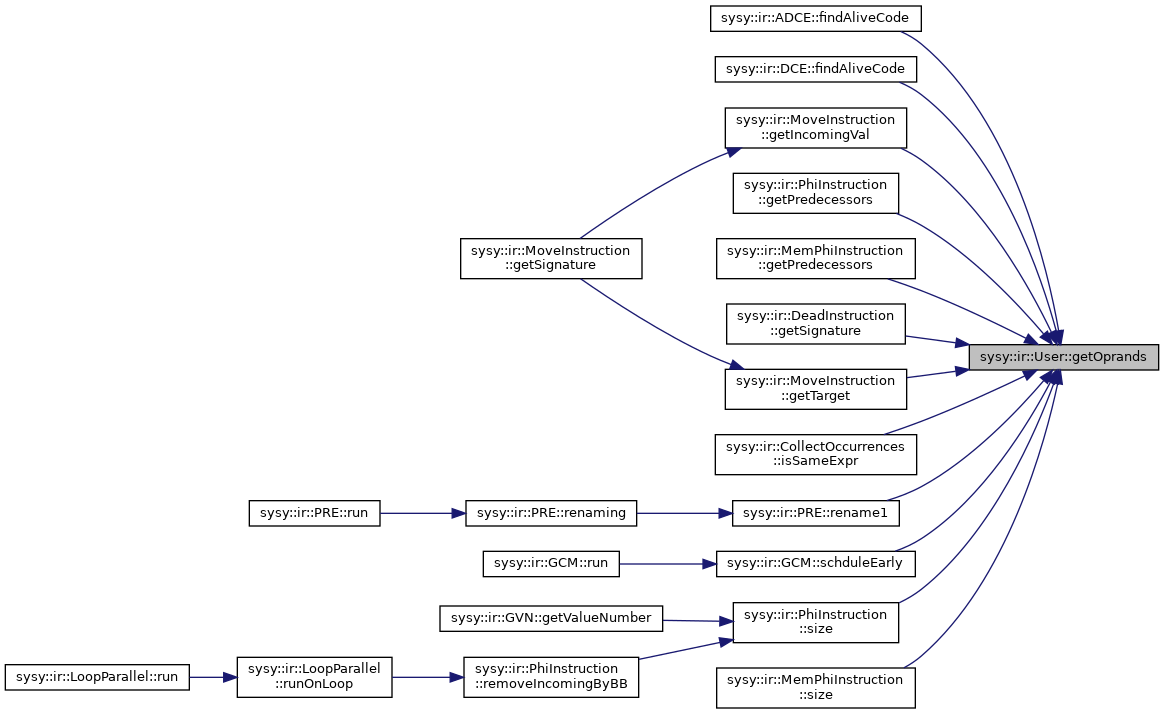 sysy::ir::ADCE::findAliveCode
sysy::ir::DCE::findAliveCode
sysy::ir::MoveInstruction
::getIncomingVal
sysy::ir::PhiInstruction
::getPredecessors
sysy::ir::MoveInstruction
::getSignature
sysy::ir::MemPhiInstruction
::getPredecessors
sysy::ir::DeadInstruction
::getSignature
sysy::ir::User::getOprands
sysy::ir::MoveInstruction
::getTarget
sysy::ir::CollectOccurrences
::isSameExpr
sysy::ir::PRE::run
sysy::ir::PRE::renaming
sysy::ir::PRE::rename1
sysy::ir::GCM::run
sysy::ir::GCM::schduleEarly
sysy::ir::GVN::getValueNumber
sysy::ir::PhiInstruction
::size
sysy::ir::LoopParallel::run
sysy::ir::LoopParallel
::runOnLoop
sysy::ir::PhiInstruction
::removeIncomingByBB
sysy::ir::MemPhiInstruction
::size